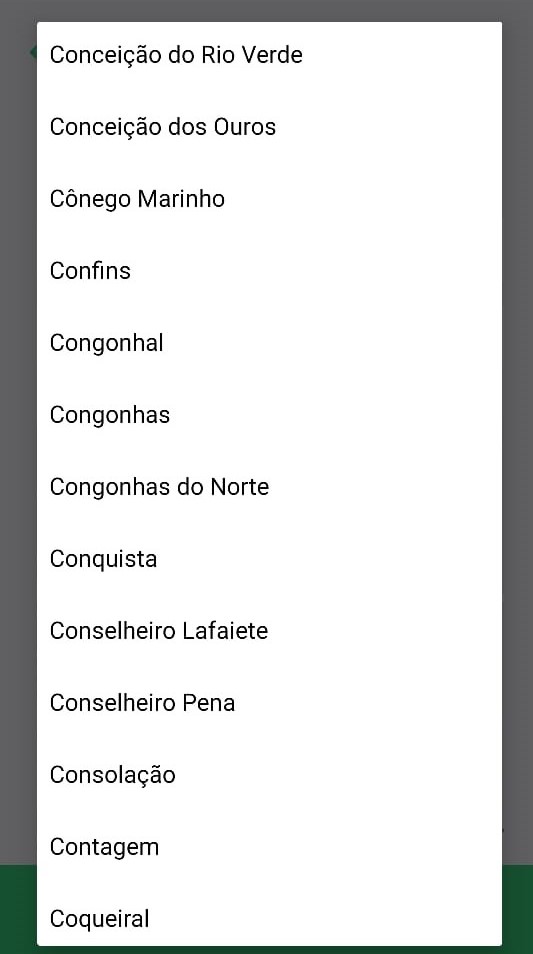 Conceição do Rio Verde
Conceição dos Ouros
Cônego Marinho
Confins
Congonhal
Congonhas
Congonhas do Norte
Conquista
Conselheiro Lafaiete
Conselheiro Pena
Consolação
Contagem
Coqueiral